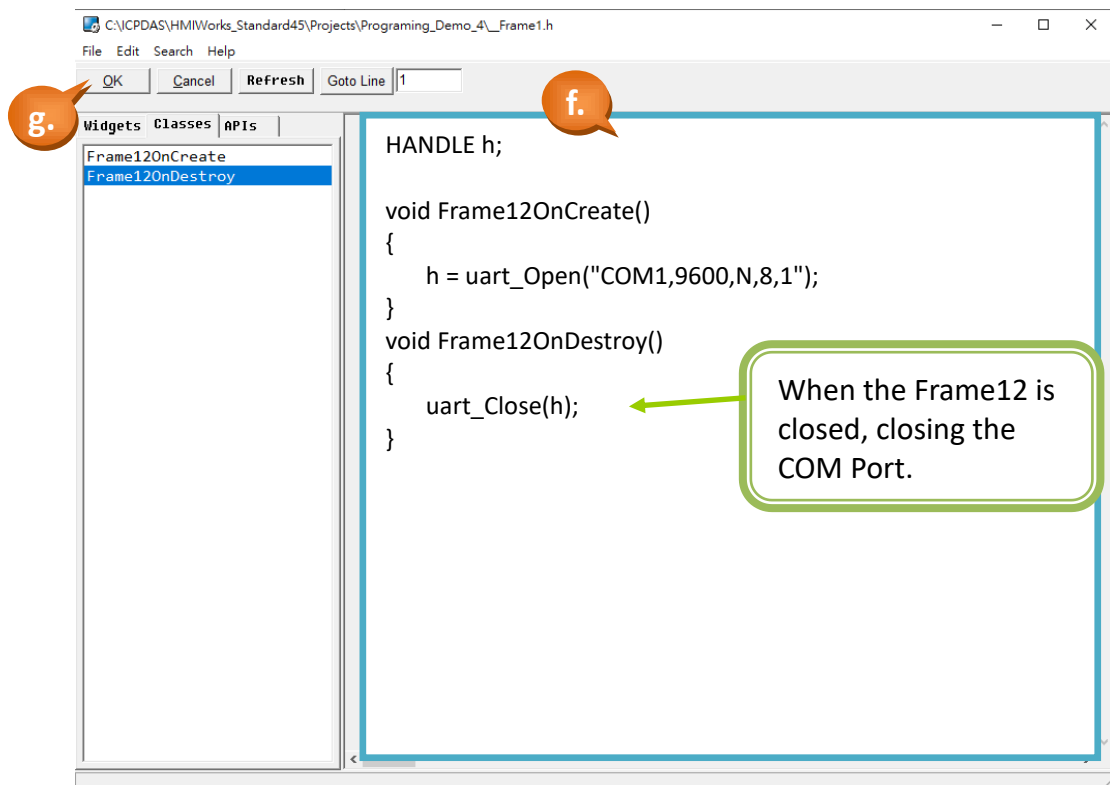 C:\ICPDAS\HMIWorks_Standard45\Projects\Programing_Demo_4\__Frame1.h
File Edit Search Help
OK Cancel Refresh Goto Line 1
f.
g.
Widgets Classes APIs
Frame12OnCreate
Frame12OnDestroy
HANDLE h;
void Frame12OnCreate()
{
h = uart_Open("COM1,9600,N,8,1");
}
void Frame12OnDestroy()
{
uart_Close(h);
}
When the Frame12 is
closed, closing the
COM Port.